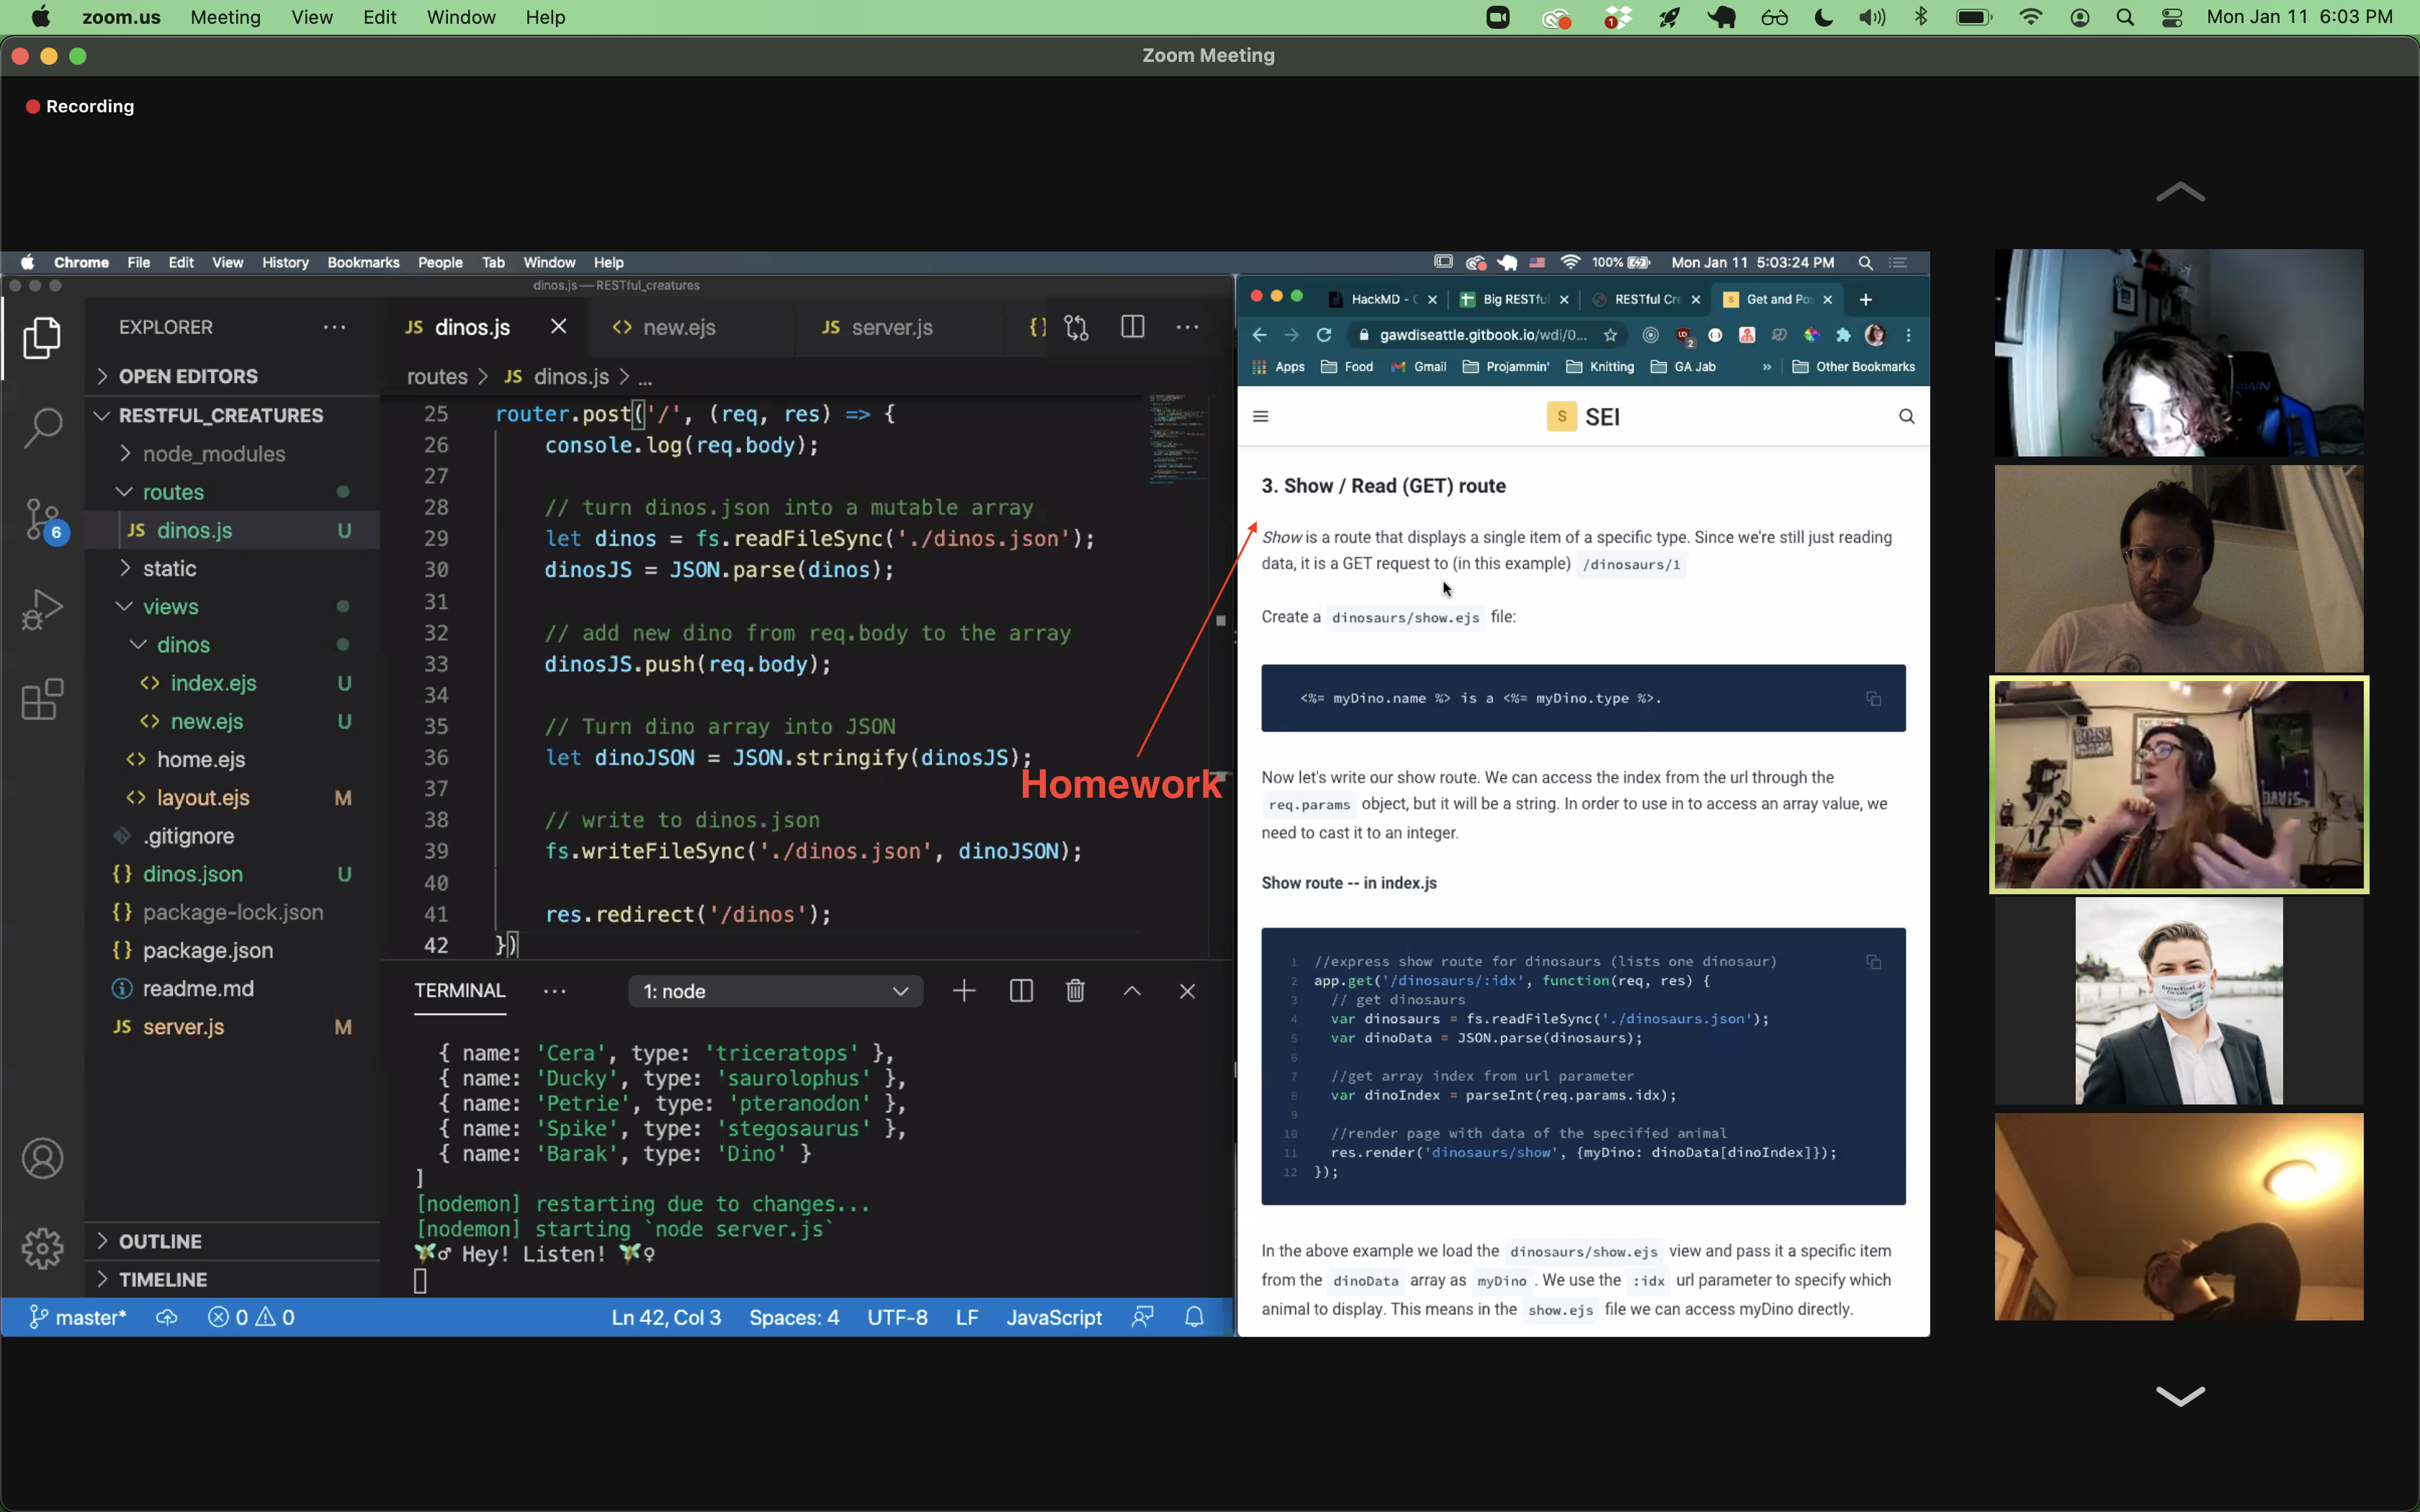 zoom.us Meeting View Edit Window Help
1
Mon Jan 11 6:03 PM
Zoom Meeting
Recording
Chrome File Edit View History Bookmarks People Tab Window Help
100% Mon Jan 11 5:03:24 PM
dinos.js — RESTful_creatures
EXPLORER ...
OPEN EDITORS
RESTFUL_CREATURES
node_modules
routes
JS dinos.js U
static
views
dinos
<> index.ejs U
<> new.ejs U
<> home.ejs
<> layout.ejs M
.gitignore
{} dinos.json U
{} package-lock.json
{} package.json
readme.md
JS server.js M
OUTLINE
TIMELINE
6
JS dinos.js <> new.ejs JS server.js {} ...
routes > JS dinos.js > ...
25 router.post('/', (req, res) => {
26 console.log(req.body);
27
28 // turn dinos.json into a mutable array
29 let dinos = fs.readFileSync('./dinos.json');
30 dinosJS = JSON.parse(dinos);
31
32 // add new dino from req.body to the array
33 dinosJS.push(req.body);
34
35 // Turn dino array into JSON
36 let dinoJSON = JSON.stringify(dinosJS);
37
38 // write to dinos.json
39 fs.writeFileSync('./dinos.json', dinoJSON);
40
41 res.redirect('/dinos');
42 })
Homework
TERMINAL ... 1: node
{ name: 'Cera', type: 'triceratops' },
{ name: 'Ducky', type: 'saurolophus' },
{ name: 'Petrie', type: 'pteranodon' },
{ name: 'Spike', type: 'stegosaurus' },
{ name: 'Barak', type: 'Dino' }
]
[nodemon] restarting due to changes...
[nodemon] starting `node server.js`
♂ Hey! Listen! ♀
master* 0 0 Ln 42, Col 3 Spaces: 4 UTF-8 LF JavaScript
HackMD - Big RESTfu RESTful Cre Get and Po
gawdiseattle.gitbook.io/wdi/0...
2
Apps Food Gmail Projammin' Knitting GA Jab » Other Bookmarks
S SEI
3. Show / Read (GET) route
Show is a route that displays a single item of a specific type. Since we're still just reading
data, it is a GET request to (in this example) /dinosaurs/1
Create a dinosaurs/show.ejs file:
<%= myDino.name %> is a <%= myDino.type %>.
Now let's write our show route. We can access the index from the url through the
req.params object, but it will be a string. In order to use in to access an array value, we
need to cast it to an integer.
Show route -- in index.js
1 //express show route for dinosaurs (lists one dinosaur)
2 app.get('/dinosaurs/:idx', function(req, res) {
3 // get dinosaurs
4 var dinosaurs = fs.readFileSync('./dinosaurs.json');
5 var dinoData = JSON.parse(dinosaurs);
6
7 //get array index from url parameter
8 var dinoIndex = parseInt(req.params.idx);
9
10 //render page with data of the specified animal
11 res.render('dinosaurs/show', {myDino: dinoData[dinoIndex]});
12 });
In the above example we load the dinosaurs/show.ejs view and pass it a specific item
from the dinoData array as myDino . We use the :idx url parameter to specify which
animal to display. This means in the show.ejs file we can access myDino directly.
DAVIS